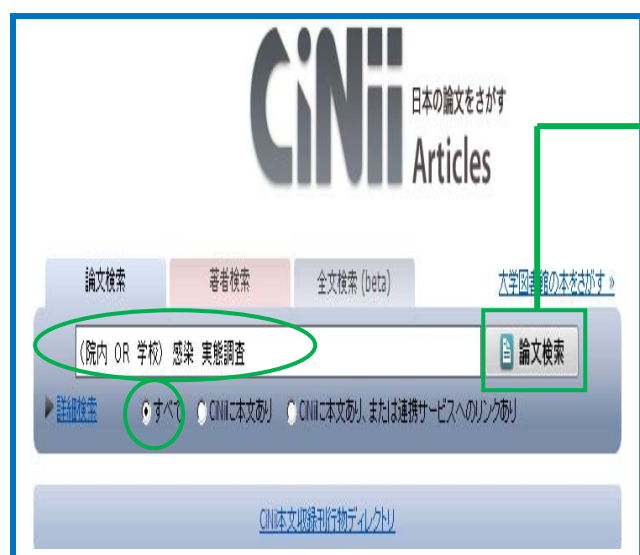 CiNii
日本の論文をさがす
Articles
論文検索
著者検索
全文検索 (beta)
大学図書館の本をさがす »
(院内 OR 学校) 感染 実態調査
論文検索
詳細検索
すべて
CiNiiに本文あり
CiNiiに本文あり、または連携サービスへのリンクあり
CiNii本文収録刊行物ディレクトリ